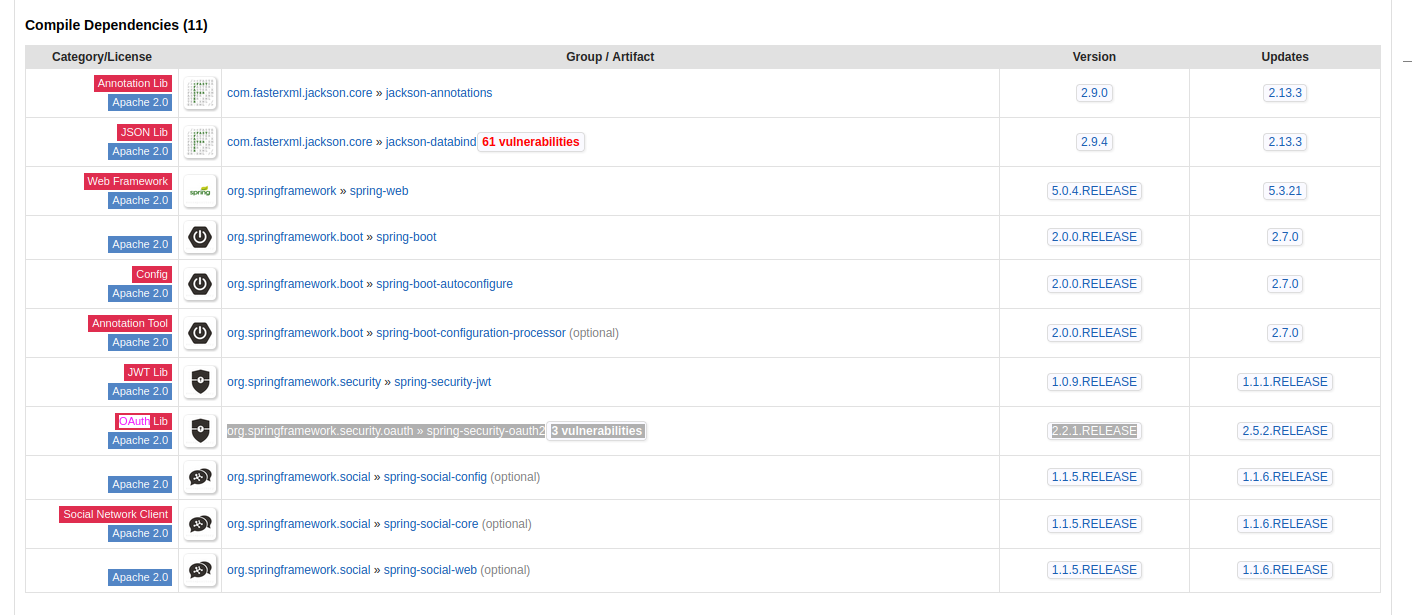 Compile Dependencies (11)
Category/License Group / Artifact Version Updates
Annotation Lib
Apache 2.0
com.fasterxml.jackson.core » jackson-annotations 2.9.0 2.13.3
JSON Lib
Apache 2.0
com.fasterxml.jackson.core » jackson-databind 61 vulnerabilities 2.9.4 2.13.3
Web Framework
Apache 2.0
spring
org.springframework » spring-web 5.0.4.RELEASE 5.3.21
Apache 2.0
org.springframework.boot » spring-boot 2.0.0.RELEASE 2.7.0
Config
Apache 2.0
org.springframework.boot » spring-boot-autoconfigure 2.0.0.RELEASE 2.7.0
Annotation Tool
Apache 2.0
org.springframework.boot » spring-boot-configuration-processor (optional) 2.0.0.RELEASE 2.7.0
JWT Lib
Apache 2.0
org.springframework.security » spring-security-jwt 1.0.9.RELEASE 1.1.1.RELEASE
OAuth Lib
Apache 2.0
org.springframework.security.oauth » spring-security-oauth2 3 vulnerabilities 2.2.1.RELEASE 2.5.2.RELEASE
Apache 2.0
org.springframework.social » spring-social-config (optional) 1.1.5.RELEASE 1.1.6.RELEASE
Social Network Client
Apache 2.0
org.springframework.social » spring-social-core (optional) 1.1.5.RELEASE 1.1.6.RELEASE
Apache 2.0
org.springframework.social » spring-social-web (optional) 1.1.5.RELEASE 1.1.6.RELEASE